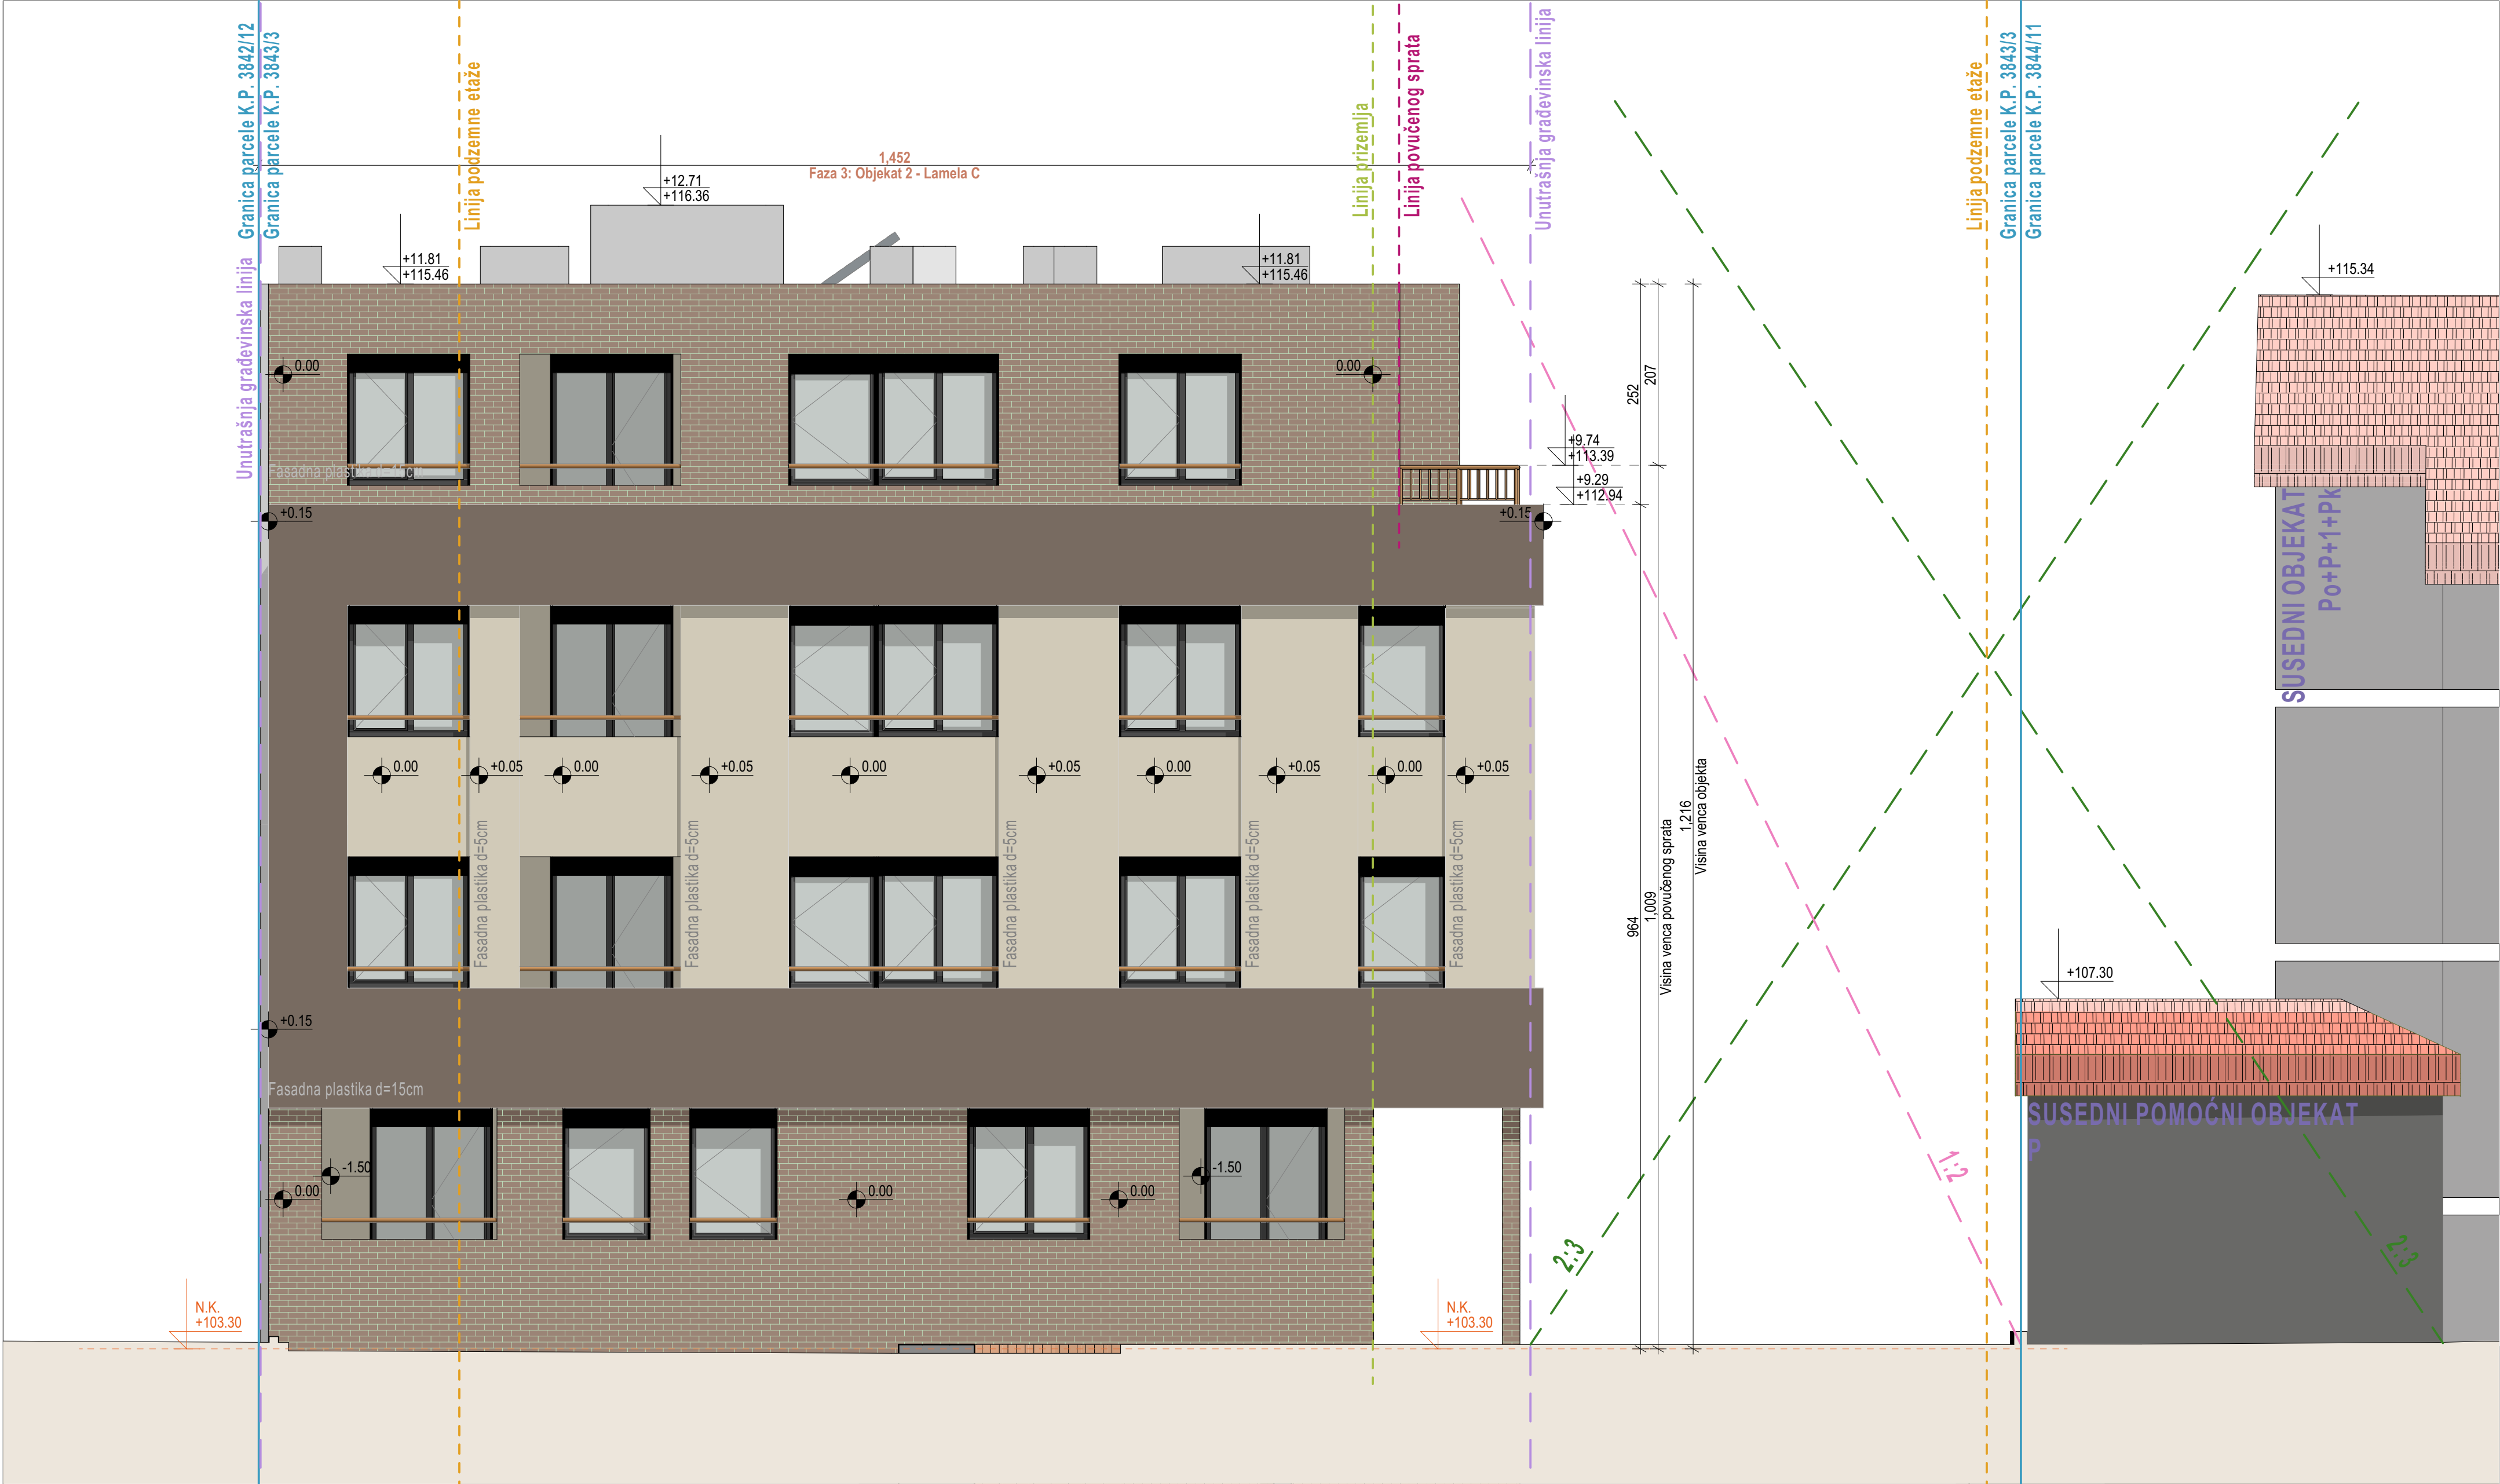 Granica parcele K.P. 3842/12
Granica parcele K.P. 3843/3
Unutrašnja građevinska linija
Linija podzemne etaže
1,452
Faza 3: Objekat 2 - Lamela C
Linija prizemlja
Linija povučenog sprata
Unutrašnja građevinska linija
Linija podzemne etaže
Granica parcele K.P. 3843/3
Granica parcele K.P. 3844/11
+12.71
+116.36
+11.81
+115.46
+11.81
+115.46
+115.34
0.00
0.00
252
207
+9.74
+113.39
+9.29
+112.94
Fasadna plastika d=15cm
+0.15
+0.15
SUSEDNI OBJEKAT
Po+P+1+Pk
0.00
+0.05
0.00
+0.05
0.00
+0.05
0.00
+0.05
0.00
+0.05
Fasadna plastika d=5cm
Fasadna plastika d=5cm
Fasadna plastika d=5cm
Fasadna plastika d=5cm
Fasadna plastika d=5cm
964
1,009
Visina venca povučenog sprata
1,216
Visina venca objekta
+107.30
+0.15
Fasadna plastika d=15cm
SUSEDNI POMOĆNI OBJEKAT
P
-1.50
-1.50
0.00
0.00
0.00
1:2
2:3
2:3
N.K.
+103.30
N.K.
+103.30